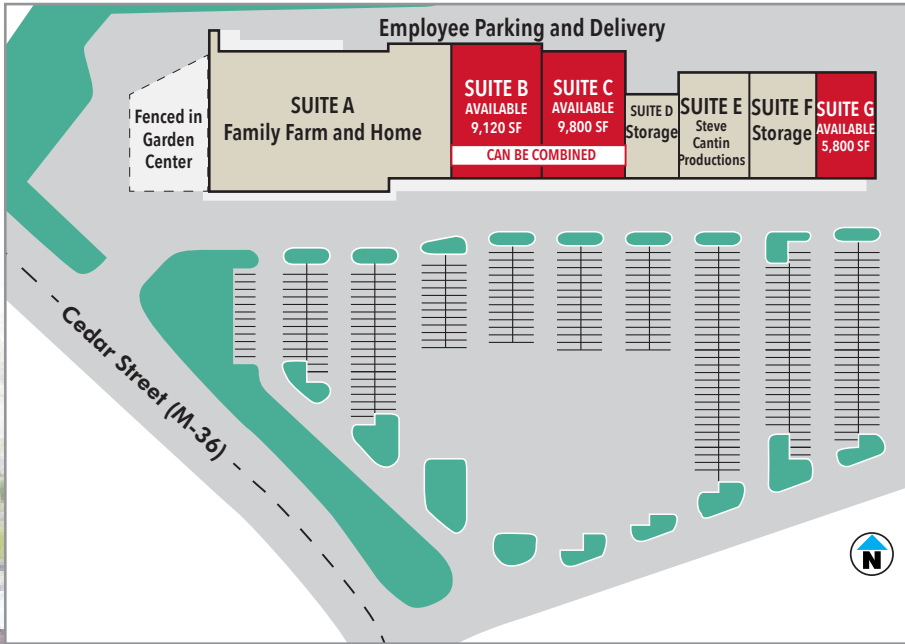 Employee Parking and Delivery
Fenced in
Garden
Center
SUITE A
Family Farm and Home
SUITE B
AVAILABLE
9,120 SF
SUITE C
AVAILABLE
9,800 SF
CAN BE COMBINED
SUITE D
Storage
SUITE E
Steve
Cantin
Productions
SUITE F
Storage
SUITE G
AVAILABLE
5,800 SF
Cedar Street (M-36)
N